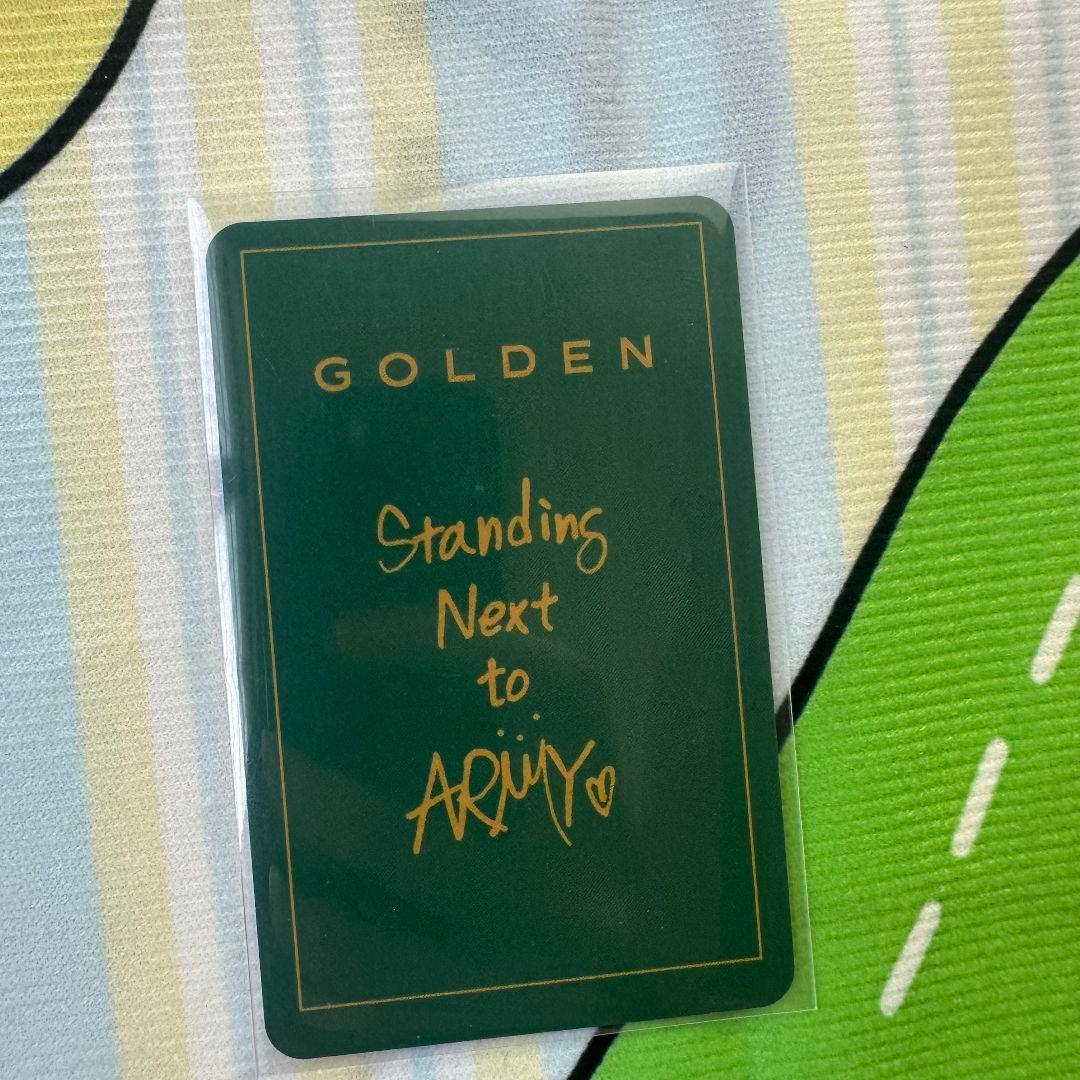 GOLDEN
Standing
Next
to
ARMY♡